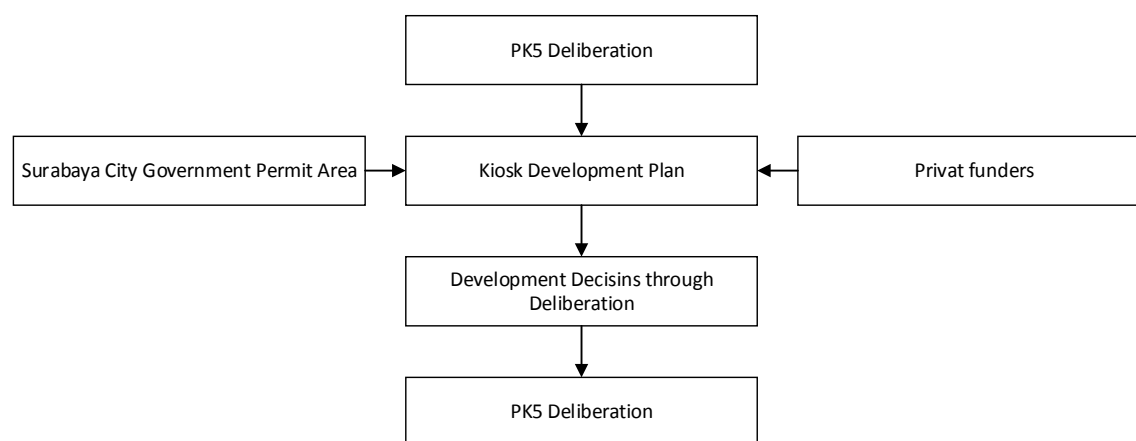 PK5 Deliberation
Surabaya City Government Permit Area
Kiosk Development Plan
Privat funders
Development Decisins through
Deliberation
PK5 Deliberation